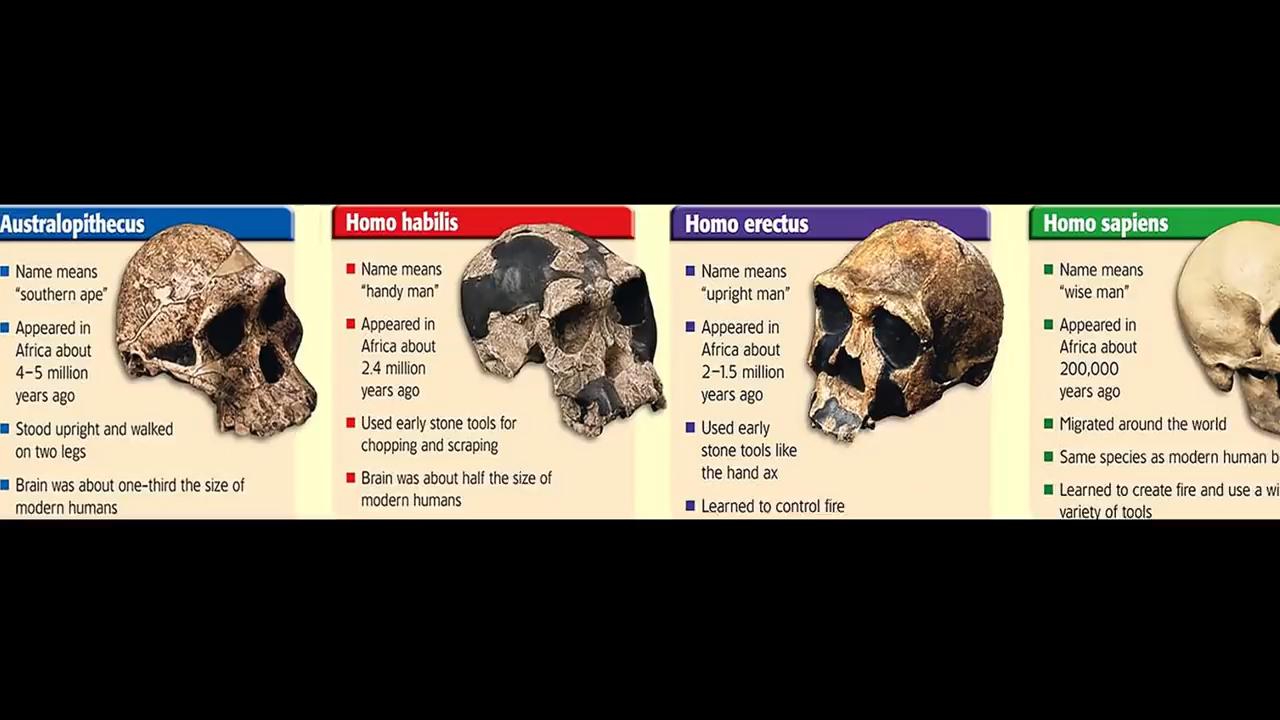 Australopithecus
■ Name means
"southern ape"
■ Appeared in
Africa about
4–5 million
years ago
■ Stood upright and walked
on two legs
■ Brain was about one-third the size of
modern humans
Homo habilis
■ Name means
"handy man"
■ Appeared in
Africa about
2.4 million
years ago
■ Used early stone tools for
chopping and scraping
■ Brain was about half the size of
modern humans
Homo erectus
■ Name means
"upright man"
■ Appeared in
Africa about
2–1.5 million
years ago
■ Used early
stone tools like
the hand ax
■ Learned to control fire
Homo sapiens
■ Name means
"wise man"
■ Appeared in
Africa about
200,000
years ago
■ Migrated around the world
■ Same species as modern human
■ Learned to create fire and use a
variety of tools